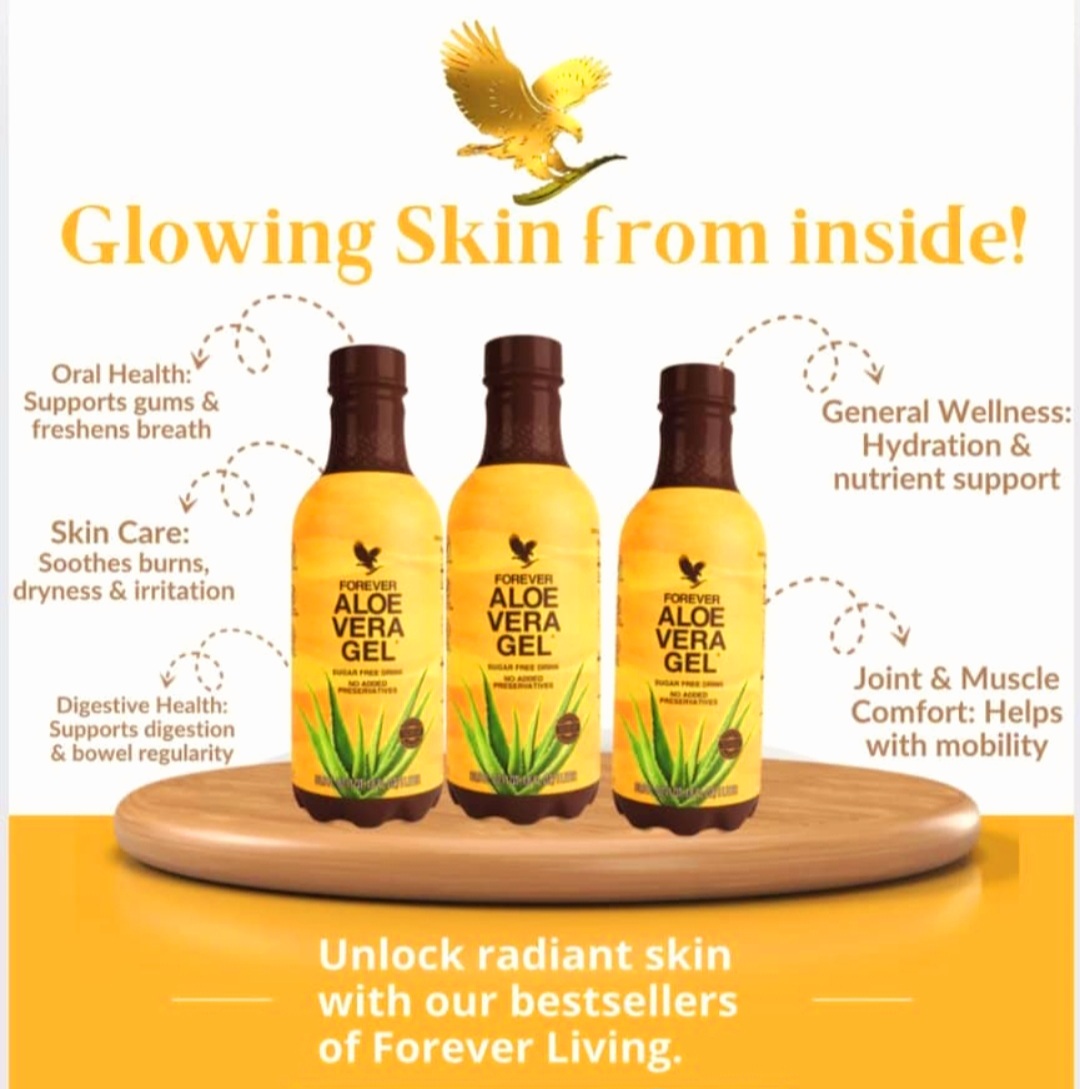 Glowing Skin from inside!
Oral Health:
Supports gums &
freshens breath
Skin Care:
Soothes burns,
dryness & irritation
Digestive Health:
Supports digestion
& bowel regularity
General Wellness:
Hydration &
nutrient support
Joint & Muscle
Comfort: Helps
with mobility
FOREVER
ALOE
VERA
GEL
SUGAR FREE DRINK
NO ADDED
PRESERVATIVES
FOREVER
ALOE
VERA
GEL
SUGAR FREE DRINK
NO ADDED
PRESERVATIVES
FOREVER
ALOE
VERA
GEL
SUGAR FREE DRINK
NO ADDED
PRESERVATIVES
Unlock radiant skin
with our bestsellers
of Forever Living.